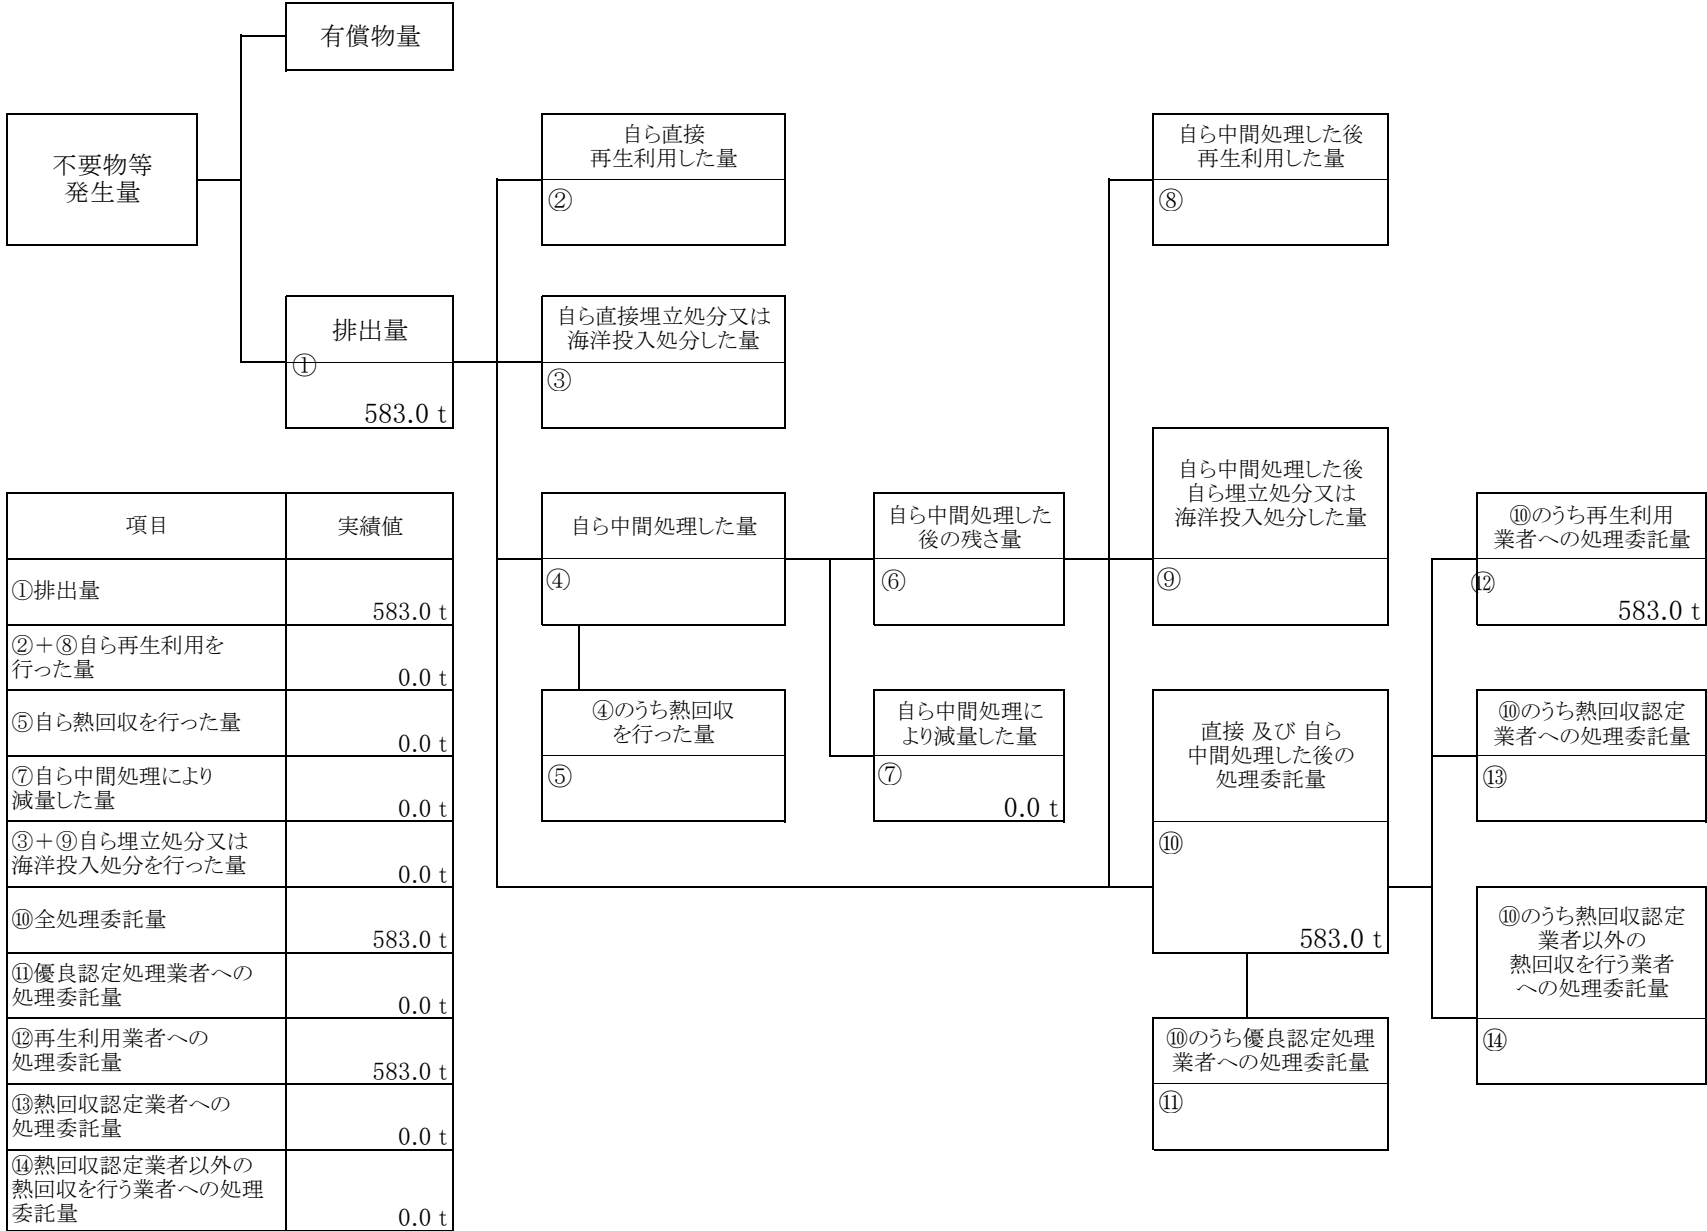 有償物量
不要物等
発生量
自ら直接
再生利用した量
②
自ら中間処理した後
再生利用した量
⑧
排出量
①
583.0 t
自ら直接埋立処分又は
海洋投入処分した量
③
自ら中間処理した量
④
自ら中間処理した
後の残さ量
⑥
自ら中間処理した後
自ら埋立処分又は
海洋投入処分した量
⑨
⑩のうち再生利用
業者への処理委託量
⑫
583.0 t
④のうち熱回収
を行った量
⑤
自ら中間処理に
より減量した量
⑦
0.0 t
直接 及び 自ら
中間処理した後の
処理委託量
⑩
583.0 t
⑩のうち熱回収認定
業者への処理委託量
⑬
⑩のうち熱回収認定
業者以外の
熱回収を行う業者
への処理委託量
⑭
⑩のうち優良認定処理
業者への処理委託量
⑪
項目
実績値
①排出量
583.0 t
②+⑧自ら再生利用を
行った量
0.0 t
⑤自ら熱回収を行った量
0.0 t
⑦自ら中間処理により
減量した量
0.0 t
③+⑨自ら埋立処分又は
海洋投入処分を行った量
0.0 t
⑩全処理委託量
583.0 t
⑪優良認定処理業者への
処理委託量
0.0 t
⑫再生利用業者への
処理委託量
583.0 t
⑬熱回収認定業者への
処理委託量
0.0 t
⑭熱回収認定業者以外の
熱回収を行う業者への処理
委託量
0.0 t